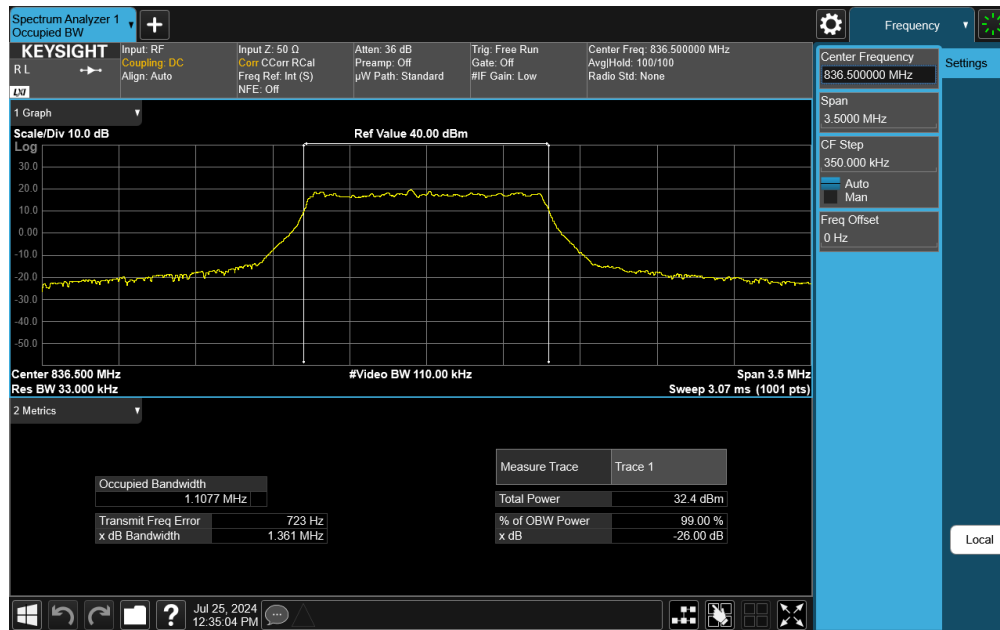 Spectrum Analyzer 1
Occupied BW
+
Frequency
KEYSIGHT
R L
LXI
Input: RF
Coupling: DC
Align: Auto
Input Z: 50 Ω
Corr CCorr RCal
Freq Ref: Int (S)
NFE: Off
Atten: 36 dB
Preamp: Off
µW Path: Standard
Trig: Free Run
Gate: Off
#IF Gain: Low
Center Freq: 836.500000 MHz
Avg|Hold: 100/100
Radio Std: None
Center Frequency
836.500000 MHz
Settings
Span
3.5000 MHz
CF Step
350.000 kHz
Auto
Man
Freq Offset
0 Hz
1 Graph
Scale/Div 10.0 dB
Ref Value 40.00 dBm
Log
30.0
20.0
10.0
0.00
-10.0
-20.0
-30.0
-40.0
-50.0
Center 836.500 MHz
#Video BW 110.00 kHz
Span 3.5 MHz
Res BW 33.000 kHz
Sweep 3.07 ms (1001 pts)
2 Metrics
Occupied Bandwidth
1.1077 MHz
Transmit Freq Error 723 Hz
x dB Bandwidth 1.361 MHz
Measure Trace Trace 1
Total Power 32.4 dBm
% of OBW Power 99.00 %
x dB -26.00 dB
Local
?
Jul 25, 2024
12:35:04 PM